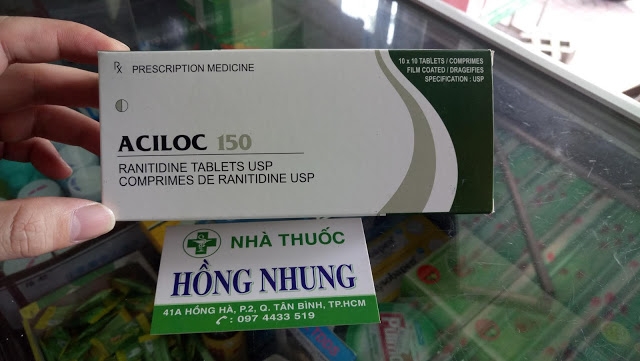 Rx PRESCRIPTION MEDICINE
10 x 10 TABLETS / COMPRIMES
FILM COATED / DRAGEIFIES
SPECIFICATION : USP
ACILOC 150
RANITIDINE TABLETS USP
COMPRIMES DE RANITIDINE USP
NHÀ THUỐC
HỒNG NHUNG
41A HỒNG HÀ, P.2, Q. TÂN BÌNH, TP.HCM
: 097 4433 519